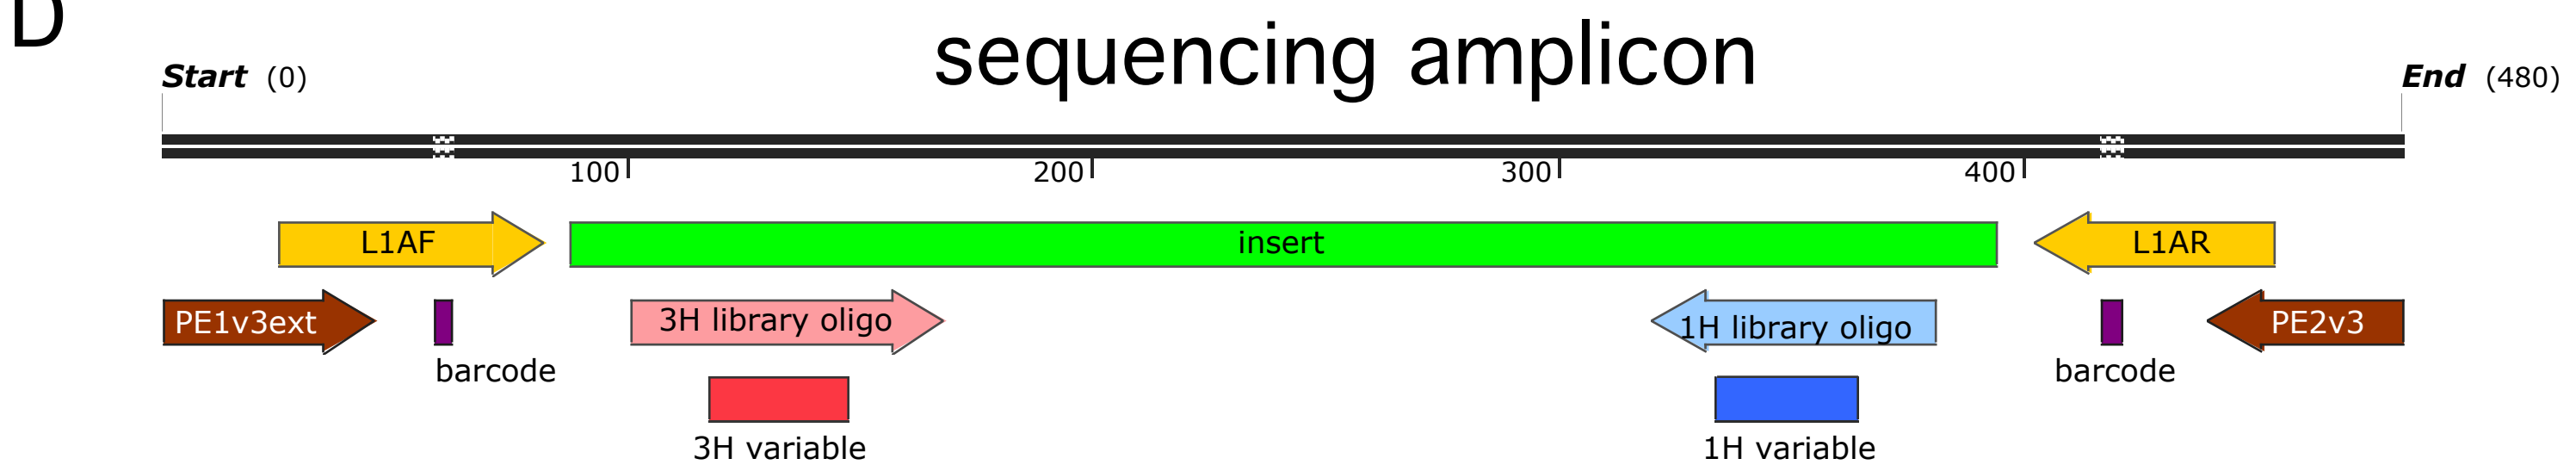 D
sequencing amplicon
Start (0)
End (480)
100
200
300
400
L1AF
insert
L1AR
PE1v3ext
3H library oligo
1H library oligo
PE2v3
barcode
barcode
3H variable
1H variable